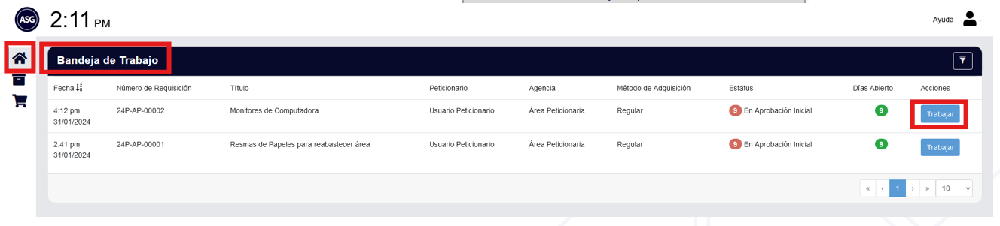 ASG 2:11 PM Ayuda
Bandeja de Trabajo
Fecha Número de Requisición Título Peticionario Agencia Método de Adquisición Estatus Días Abierto Acciones
4:12 pm 24P-AP-00002 Monitores de Computadora Usuario Peticionario Área Peticionaria Regular 9 En Aprobación Inicial 9 Trabajar
31/01/2024
2:41 pm 24P-AP-00001 Resmas de Papeles para reabastecer área Usuario Peticionario Área Peticionaria Regular 9 En Aprobación Inicial 9 Trabajar
31/01/2024
« ‹ 1 › » 10